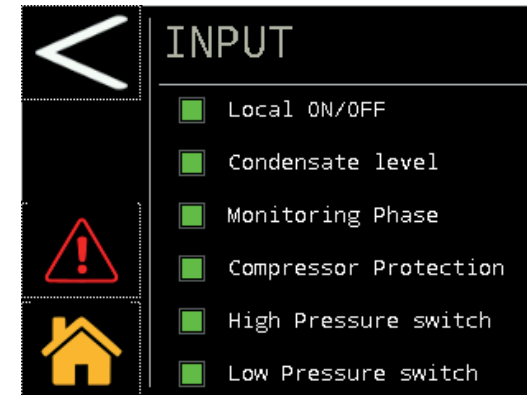 INPUT
Local ON/OFF
Condensate level
Monitoring Phase
Compressor Protection
High Pressure switch
Low Pressure switch